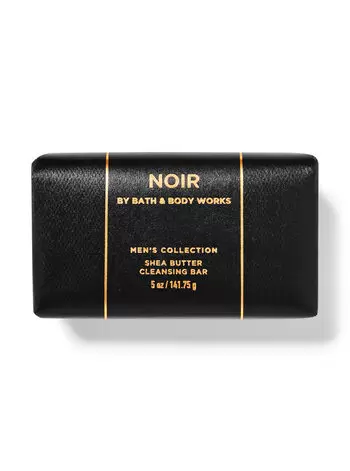 NOIR
BY BATH & BODY WORKS
MEN'S COLLECTION
SHEA BUTTER
CLEANSING BAR
5 oz / 141.75 g